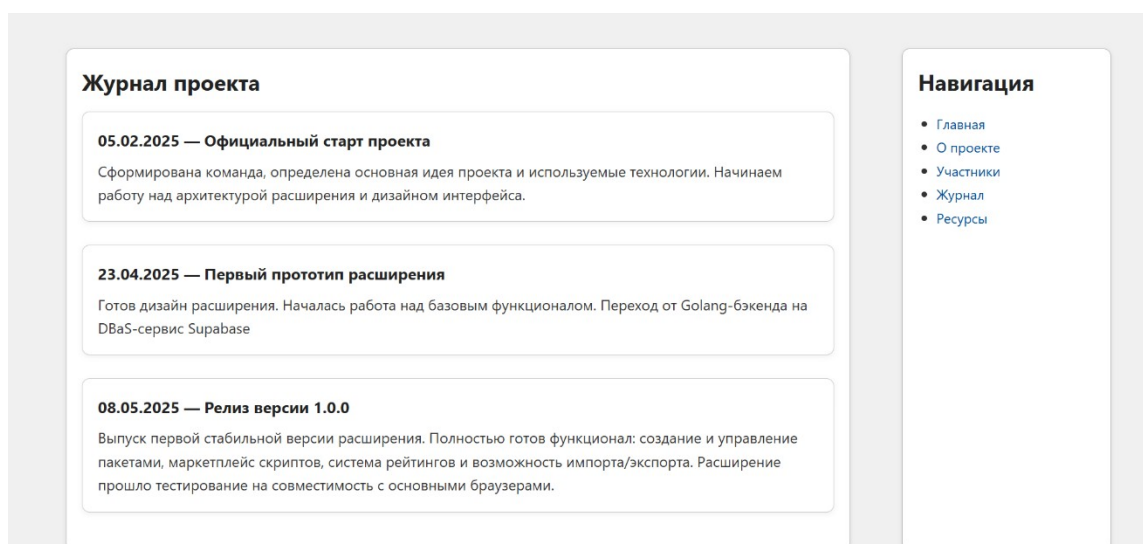 Журнал проекта
05.02.2025 — Официальный старт проекта
Сформирована команда, определена основная идея проекта и используемые технологии. Начинаем
работу над архитектурой расширения и дизайном интерфейса.
23.04.2025 — Первый прототип расширения
Готов дизайн расширения. Началась работа над базовым функционалом. Переход от Golang-бэкенда на
DBaS-сервис Supabase
08.05.2025 — Релиз версии 1.0.0
Выпуск первой стабильной версии расширения. Полностью готов функционал: создание и управление
пакетами, маркетплейс скриптов, система рейтингов и возможность импорта/экспорта. Расширение
прошло тестирование на совместимость с основными браузерами.
Навигация
Главная
О проекте
Участники
Журнал
Ресурсы